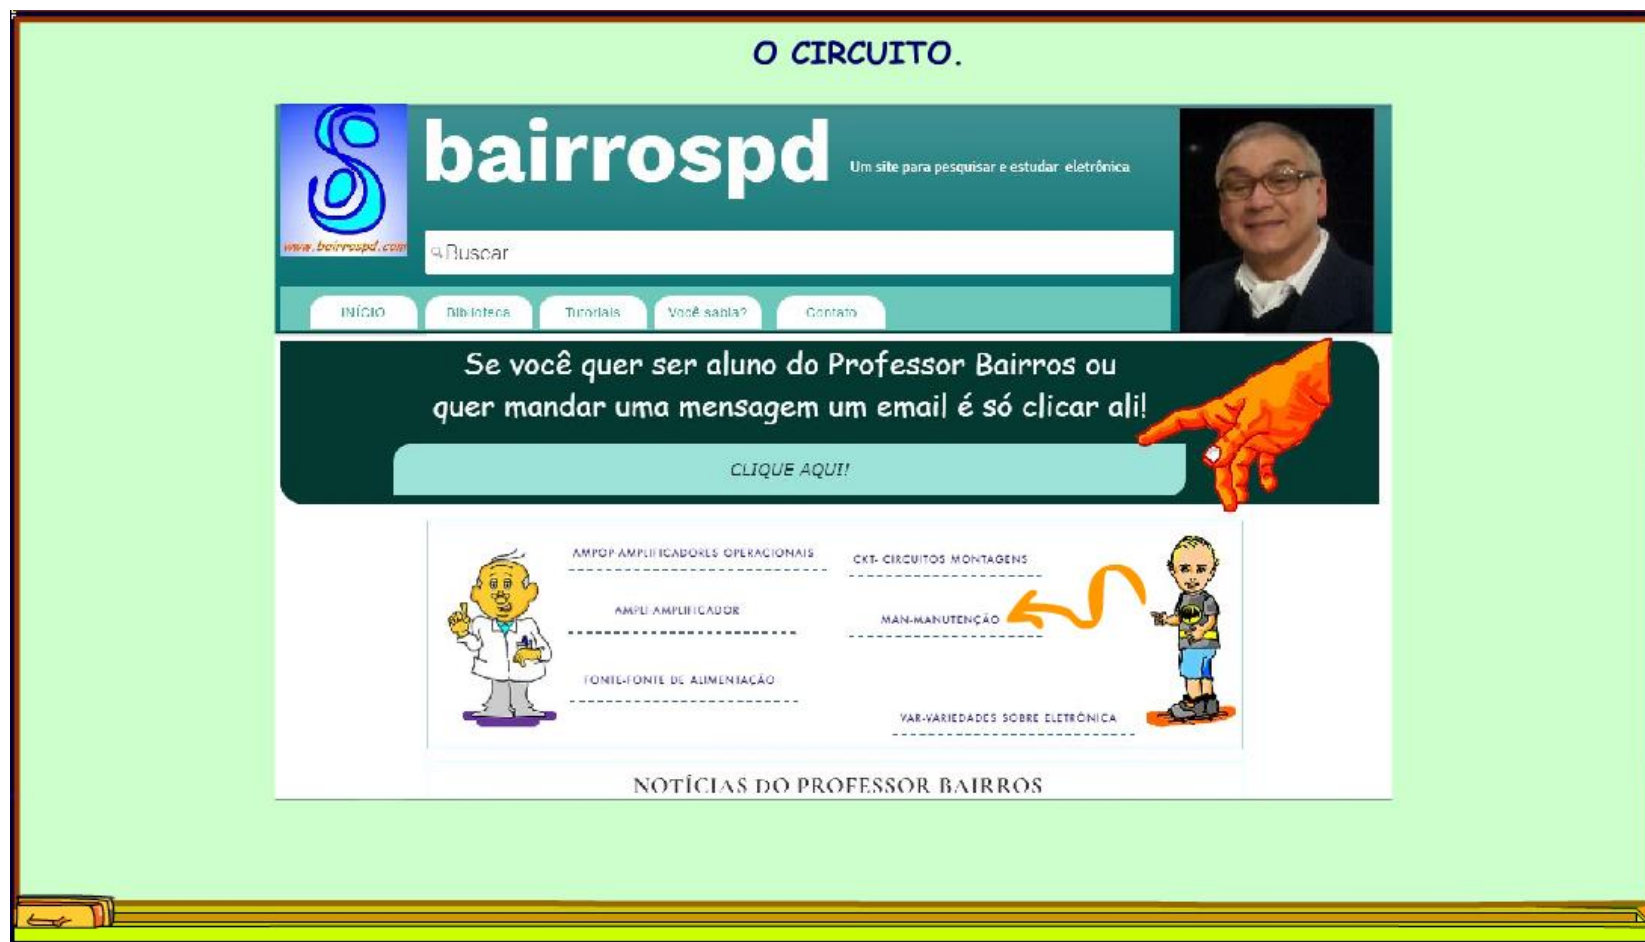 O CIRCUITO.
bairrospd
Um site para pesquisar e estudar eletrônica
www.bairrospd.com
Buscar
INÍCIO
Biblioteca
Tutoriais
Você sabia?
Contato
Se você quer ser aluno do Professor Bairros ou
quer mandar uma mensagem um email é só clicar ali!
CLIQUE AQUI!
AMPOP-AMPLIFICADORES OPERACIONAIS
CKT- CIRCUITOS MONTAGENS
AMPLI-AMPLIFICADOR
MAN-MANUTENÇÃO
FONTE-FONTE DE ALIMENTAÇÃO
VAR-VARIEDADES SOBRE ELETRÔNICA
NOTÍCIAS DO PROFESSOR BAIRROS